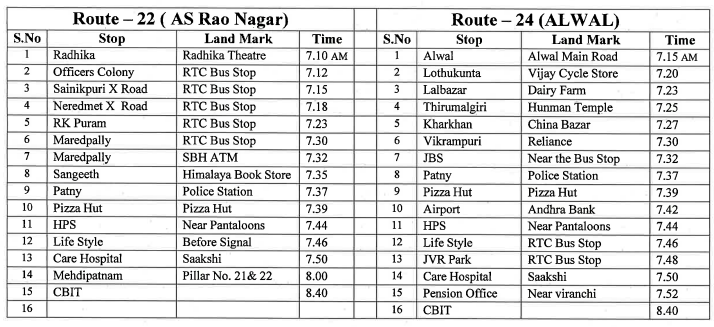 Route – 22 ( AS Rao Nagar)
S.No Stop Land Mark Time
1 Radhika Radhika Theatre 7.10 AM
2 Officers Colony RTC Bus Stop 7.12
3 Sainikpuri X Road RTC Bus Stop 7.15
4 Neredmet X Road RTC Bus Stop 7.18
5 RK Puram RTC Bus Stop 7.23
6 Maredpally RTC Bus Stop 7.30
7 Maredpally SBH ATM 7.32
8 Sangeeth Himalaya Book Store 7.35
9 Patny Police Station 7.37
10 Pizza Hut Pizza Hut 7.39
11 HPS Near Pantaloons 7.44
12 Life Style Before Signal 7.46
13 Care Hospital Saakshi 7.50
14 Mehdipatnam Pillar No. 21& 22 8.00
15 CBIT 8.40
16
Route – 24 (ALWAL)
S.No Stop Land Mark Time
1 Alwal Alwal Main Road 7.15 AM
2 Lothukunta Vijay Cycle Store 7.20
3 Lalbazar Dairy Farm 7.23
4 Thirumalgiri Hunman Temple 7.25
5 Kharkhan China Bazar 7.27
6 Vikrampuri Reliance 7.30
7 JBS Near the Bus Stop 7.32
8 Patny Police Station 7.37
9 Pizza Hut Pizza Hut 7.39
10 Airport Andhra Bank 7.42
11 HPS Near Pantaloons 7.44
12 Life Style RTC Bus Stop 7.46
13 JVR Park RTC Bus Stop 7.48
14 Care Hospital Saakshi 7.50
15 Pension Office Near viranchi 7.52
16 CBIT 8.40